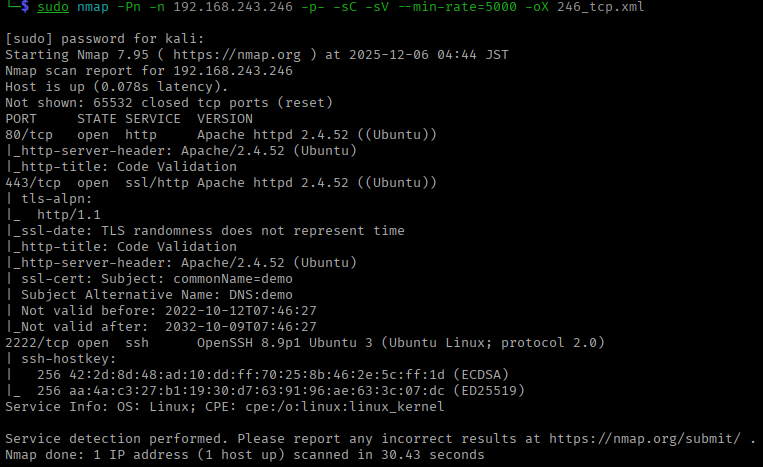 └─$ sudo nmap -Pn -n 192.168.243.246 -p- -sC -sV --min-rate=5000 -oX 246_tcp.xml
[sudo] password for kali:
Starting Nmap 7.95 ( https://nmap.org ) at 2025-12-06 04:44 JST
Nmap scan report for 192.168.243.246
Host is up (0.078s latency).
Not shown: 65532 closed tcp ports (reset)
PORT     STATE SERVICE  VERSION
80/tcp   open  http     Apache httpd 2.4.52 ((Ubuntu))
|_http-server-header: Apache/2.4.52 (Ubuntu)
|_http-title: Code Validation
443/tcp  open  ssl/http Apache httpd 2.4.52 ((Ubuntu))
| tls-alpn:
|_  http/1.1
|_ssl-date: TLS randomness does not represent time
|_http-title: Code Validation
|_http-server-header: Apache/2.4.52 (Ubuntu)
| ssl-cert: Subject: commonName=demo
| Subject Alternative Name: DNS:demo
| Not valid before: 2022-10-12T07:46:27
|_Not valid after:  2032-10-09T07:46:27
2222/tcp open  ssh      OpenSSH 8.9p1 Ubuntu 3 (Ubuntu Linux; protocol 2.0)
| ssh-hostkey:
|   256 42:2d:8d:48:ad:10:dd:ff:70:25:8b:46:2e:5c:ff:1d (ECDSA)
|_  256 aa:4a:c3:27:b1:19:30:d7:63:91:96:ae:63:3c:07:dc (ED25519)
Service Info: OS: Linux; CPE: cpe:/o:linux:linux_kernel
Service detection performed. Please report any incorrect results at https://nmap.org/submit/ .
Nmap done: 1 IP address (1 host up) scanned in 30.43 seconds